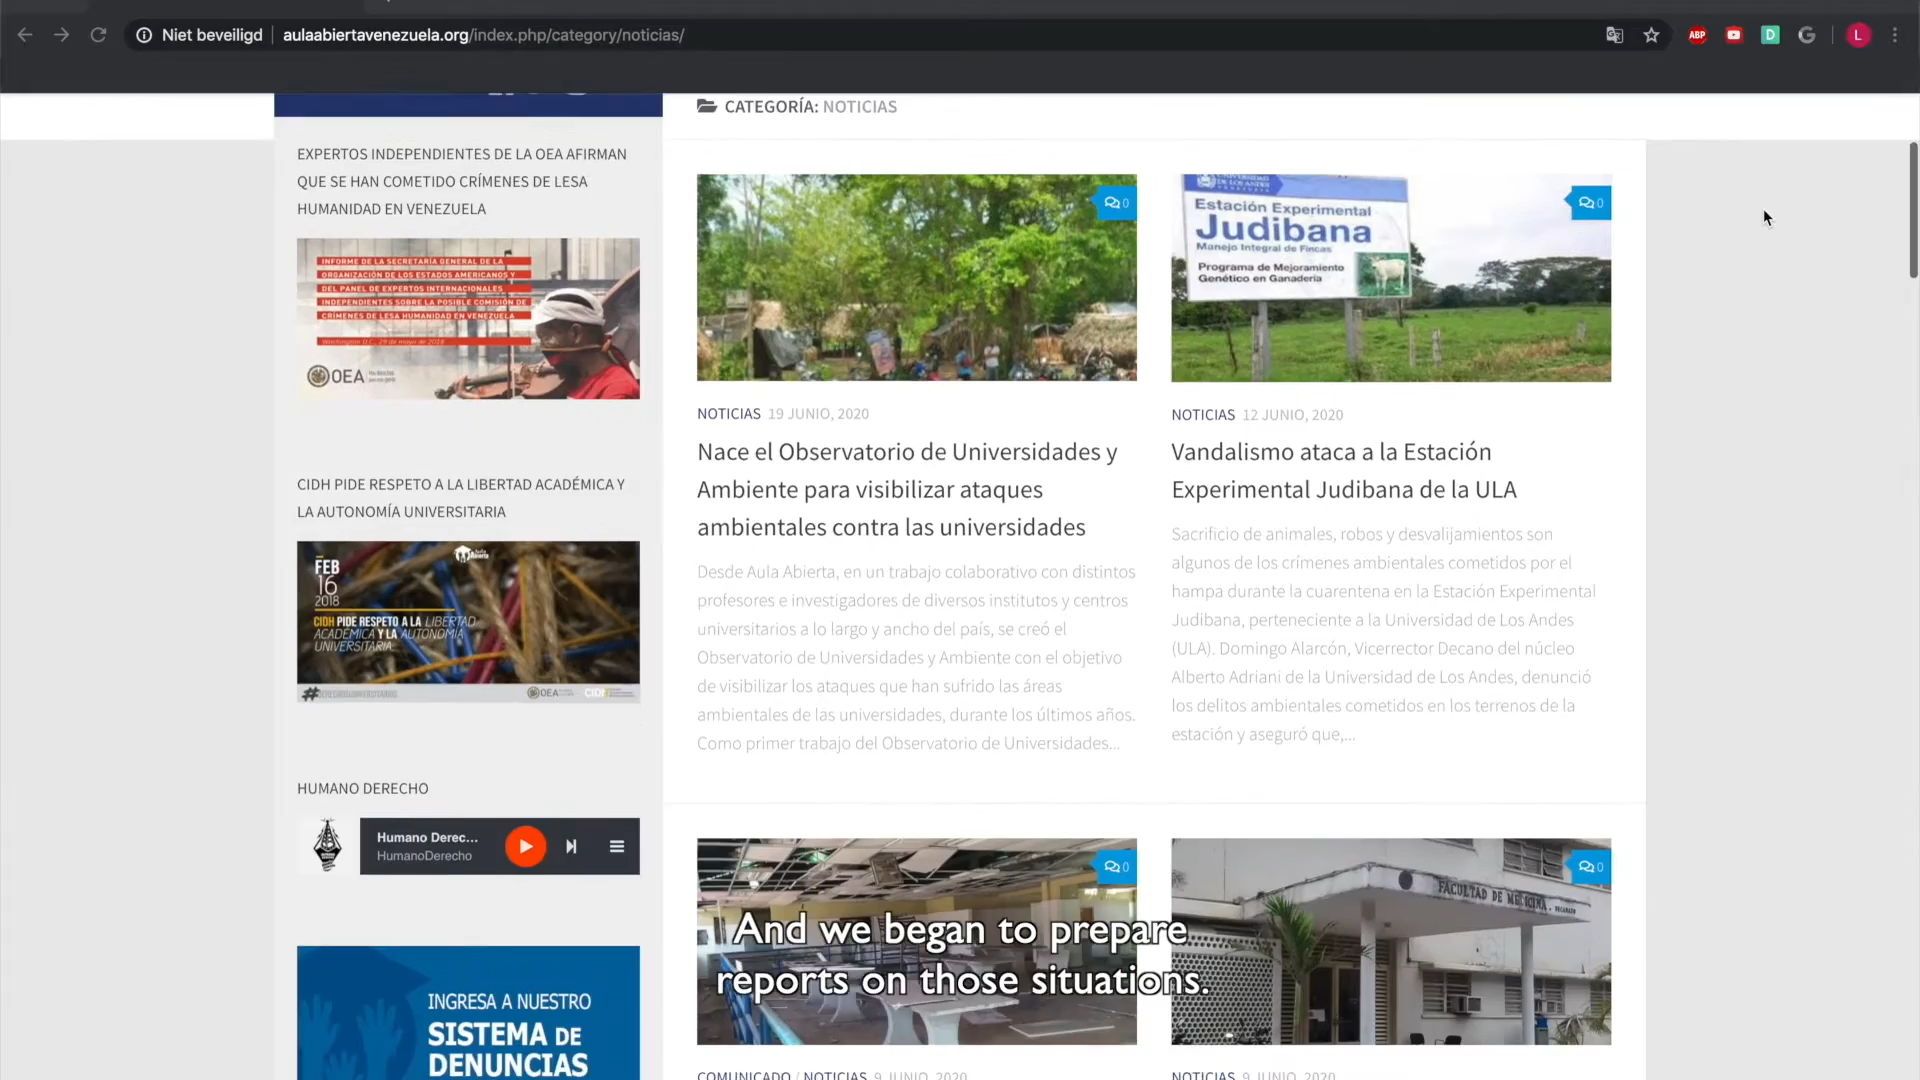 Niet beveiligd
aulaabiertavenezuela.org/index.php/category/noticias/
ABP
D
G
L
EXPERTOS INDEPENDIENTES DE LA OEA AFIRMAN
QUE SE HAN COMETIDO CRÍMENES DE LESA
HUMANIDAD EN VENEZUELA
INFORME DE LA SECRETARÍA GENERAL DE LA
ORGANIZACIÓN DE LOS ESTADOS AMERICANOS Y
DEL PANEL DE EXPERTOS INTERNACIONALES
INDEPENDIENTES SOBRE LA POSIBLE COMISIÓN DE
CRÍMENES DE LESA HUMANIDAD EN VENEZUELA
Washington D.C., 29 de mayo de 2018
OEA
CIDH PIDE RESPETO A LA LIBERTAD ACADÉMICA Y
LA AUTONOMÍA UNIVERSITARIA
Aula
Abierta
FEB
16
2018
CIDH PIDE RESPETO A LA LIBERTAD
ACADÉMICA Y LA AUTONOMÍA
UNIVERSITARIA
OEA
CIDH
HUMANO DERECHO
Humano Derec...
HumanoDerecho
INGRESA A NUESTRO
SISTEMA DE
DENUNCIAS
CATEGORÍA: NOTICIAS
0
NOTICIAS 19 JUNIO, 2020
Nace el Observatorio de Universidades y
Ambiente para visibilizar ataques
ambientales contra las universidades
Desde Aula Abierta, en un trabajo colaborativo con distintos
profesores e investigadores de diversos institutos y centros
universitarios a lo largo y ancho del país, se creó el
Observatorio de Universidades y Ambiente con el objetivo
de visibilizar los ataques que han sufrido las áreas
ambientales de las universidades, durante los últimos años.
Como primer trabajo del Observatorio de Universidades...
UNIVERSIDAD
DE LOS ANDES
Estación Experimental
Judibana
Manejo Integral de Fincas
Programa de Mejoramiento
Genético en Ganadería
0
NOTICIAS 12 JUNIO, 2020
Vandalismo ataca a la Estación
Experimental Judibana de la ULA
Sacrificio de animales, robos y desvalijamientos son
algunos de los crímenes ambientales cometidos por el
hampa durante la cuarentena en la Estación Experimental
Judibana, perteneciente a la Universidad de Los Andes
(ULA). Domingo Alarcón, Vicerrector Decano del núcleo
Alberto Adriani de la Universidad de Los Andes, denunció
los delitos ambientales cometidos en los terrenos de la
estación y aseguró que,...
0
COMUNICADO / NOTICIAS 9 JUNIO, 2020
FACULTAD DE MEDICINA
DECANATO
0
NOTICIAS 9 JUNIO, 2020
And we began to prepare
reports on those situations.